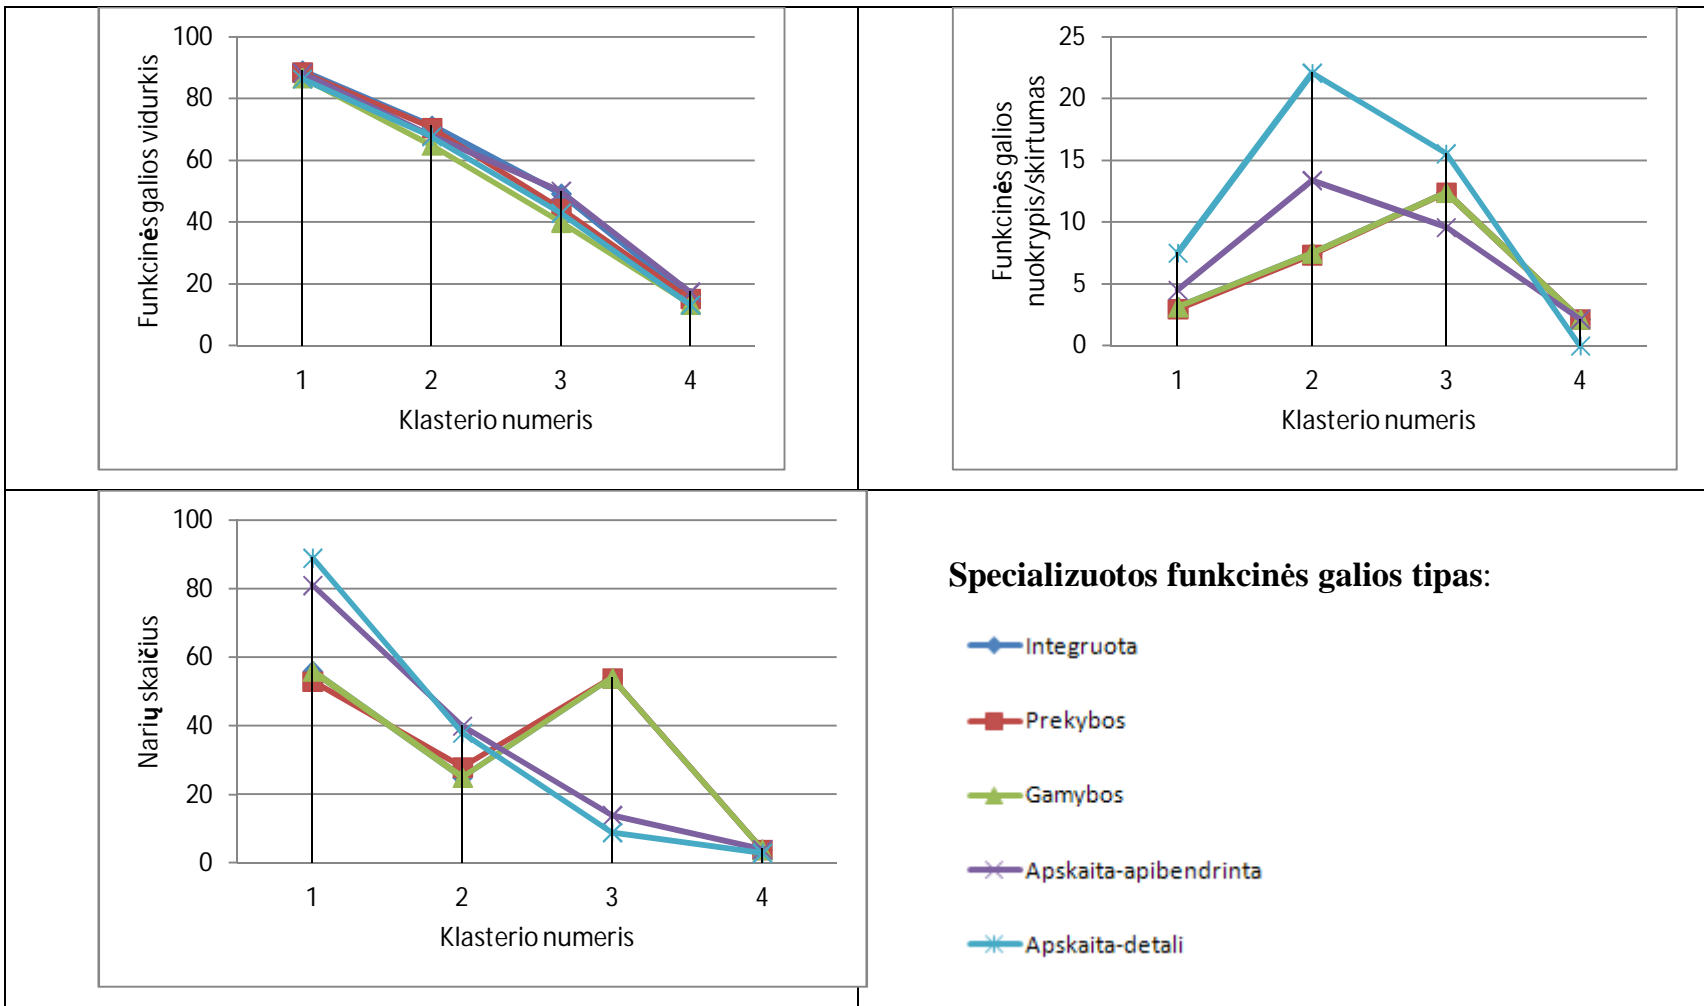 Funkcinės galios vidurkis
100
80
60
40
20
0
1 2 3 4
Klasterio numeris
Funkcinės galios
nuokrypis/skirtumas
25
20
15
10
5
0
1 2 3 4
Klasterio numeris
Narių skaičius
100
80
60
40
20
0
1 2 3 4
Klasterio numeris
Specializuotos funkcinės galios tipas:
Integruota
Prekybos
Gamybos
Apskaita-apibendrinta
Apskaita-detali